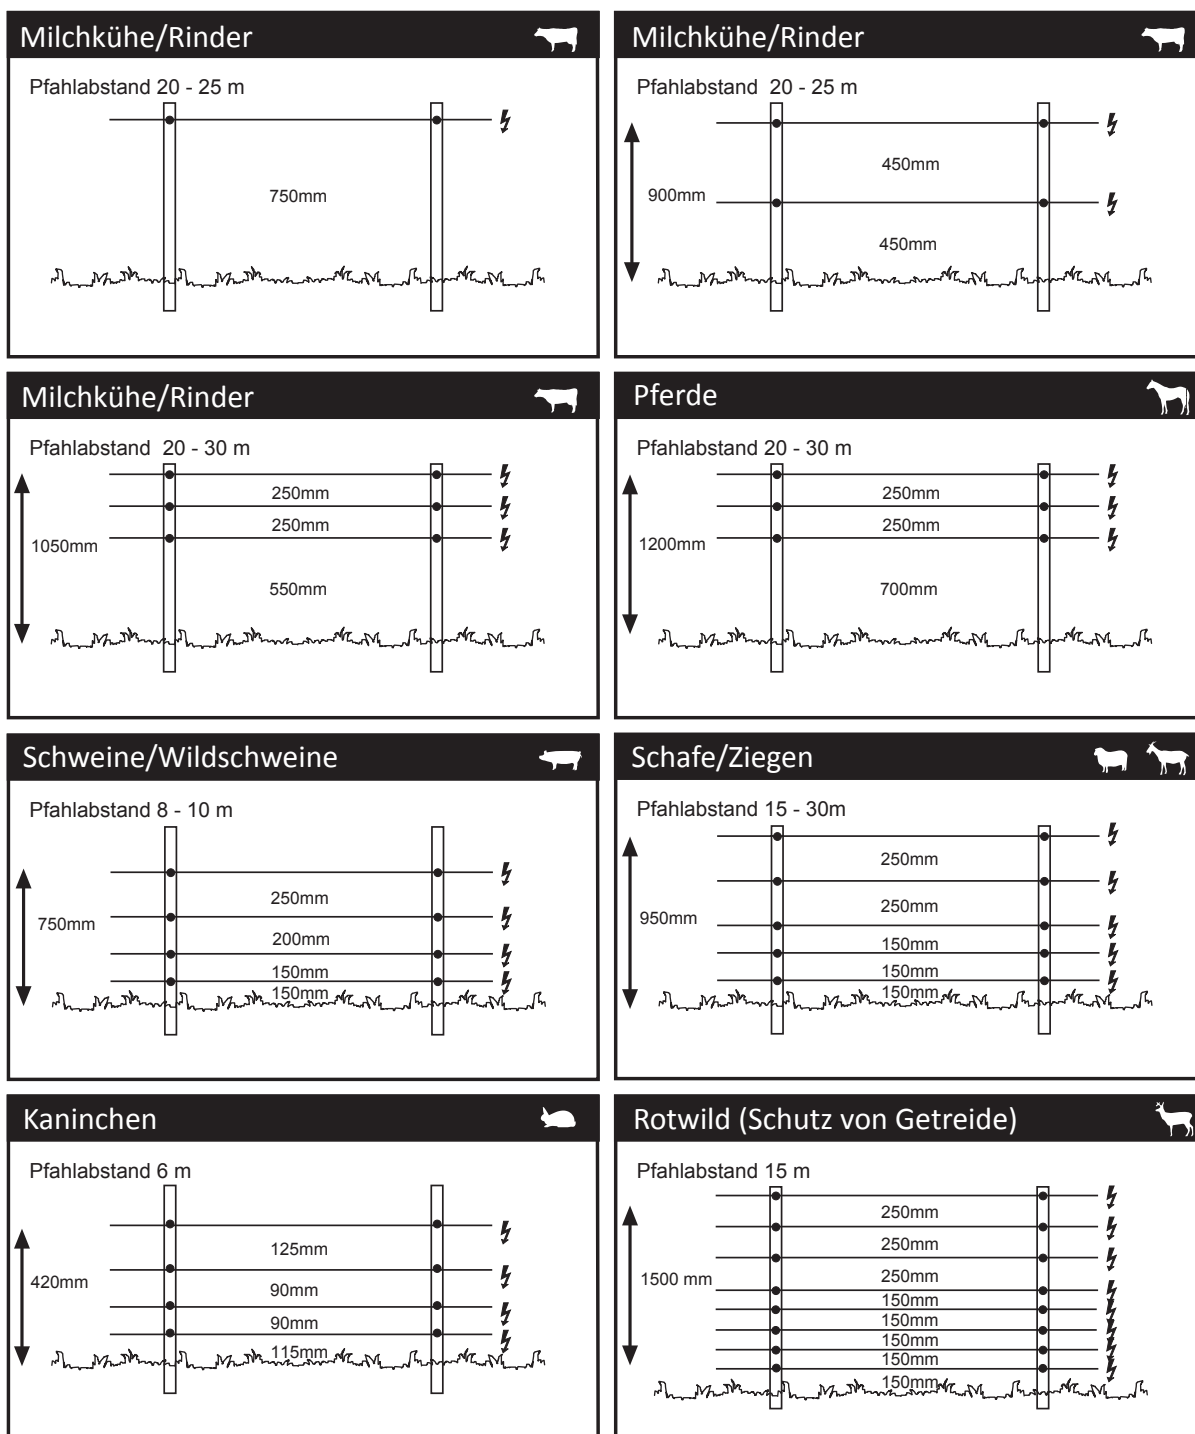 Milchkühe/Rinder
Pfahlabstand 20 - 25 m
750mm
Milchkühe/Rinder
Pfahlabstand 20 - 25 m
900mm
450mm
450mm
Milchkühe/Rinder
Pfahlabstand 20 - 30 m
1050mm
250mm
250mm
550mm
Pferde
Pfahlabstand 20 - 30 m
1200mm
250mm
250mm
700mm
Schweine/Wildschweine
Pfahlabstand 8 - 10 m
750mm
250mm
200mm
150mm
150mm
Schafe/Ziegen
Pfahlabstand 15 - 30m
950mm
250mm
250mm
150mm
150mm
150mm
Kaninchen
Pfahlabstand 6 m
420mm
125mm
90mm
90mm
115mm
Rotwild (Schutz von Getreide)
Pfahlabstand 15 m
1500 mm
250mm
250mm
250mm
150mm
150mm
150mm
150mm
150mm